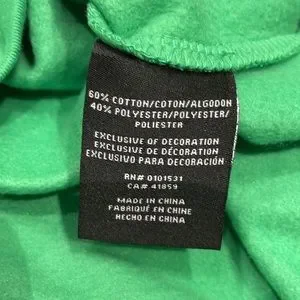 60% COTTON/COTON/ALGODON
40% POLYESTER/POLYESTER/
POLIESTER
EXCLUSIVE OF DECORATION
EXCLUSIVE DE DÉCORATION
EXCLUSIVO PARA DECORACIÓN
RN# 0101531
CA# 41859
MADE IN CHINA
FABRIQUÉ EN CHINE
HECHO EN CHINA